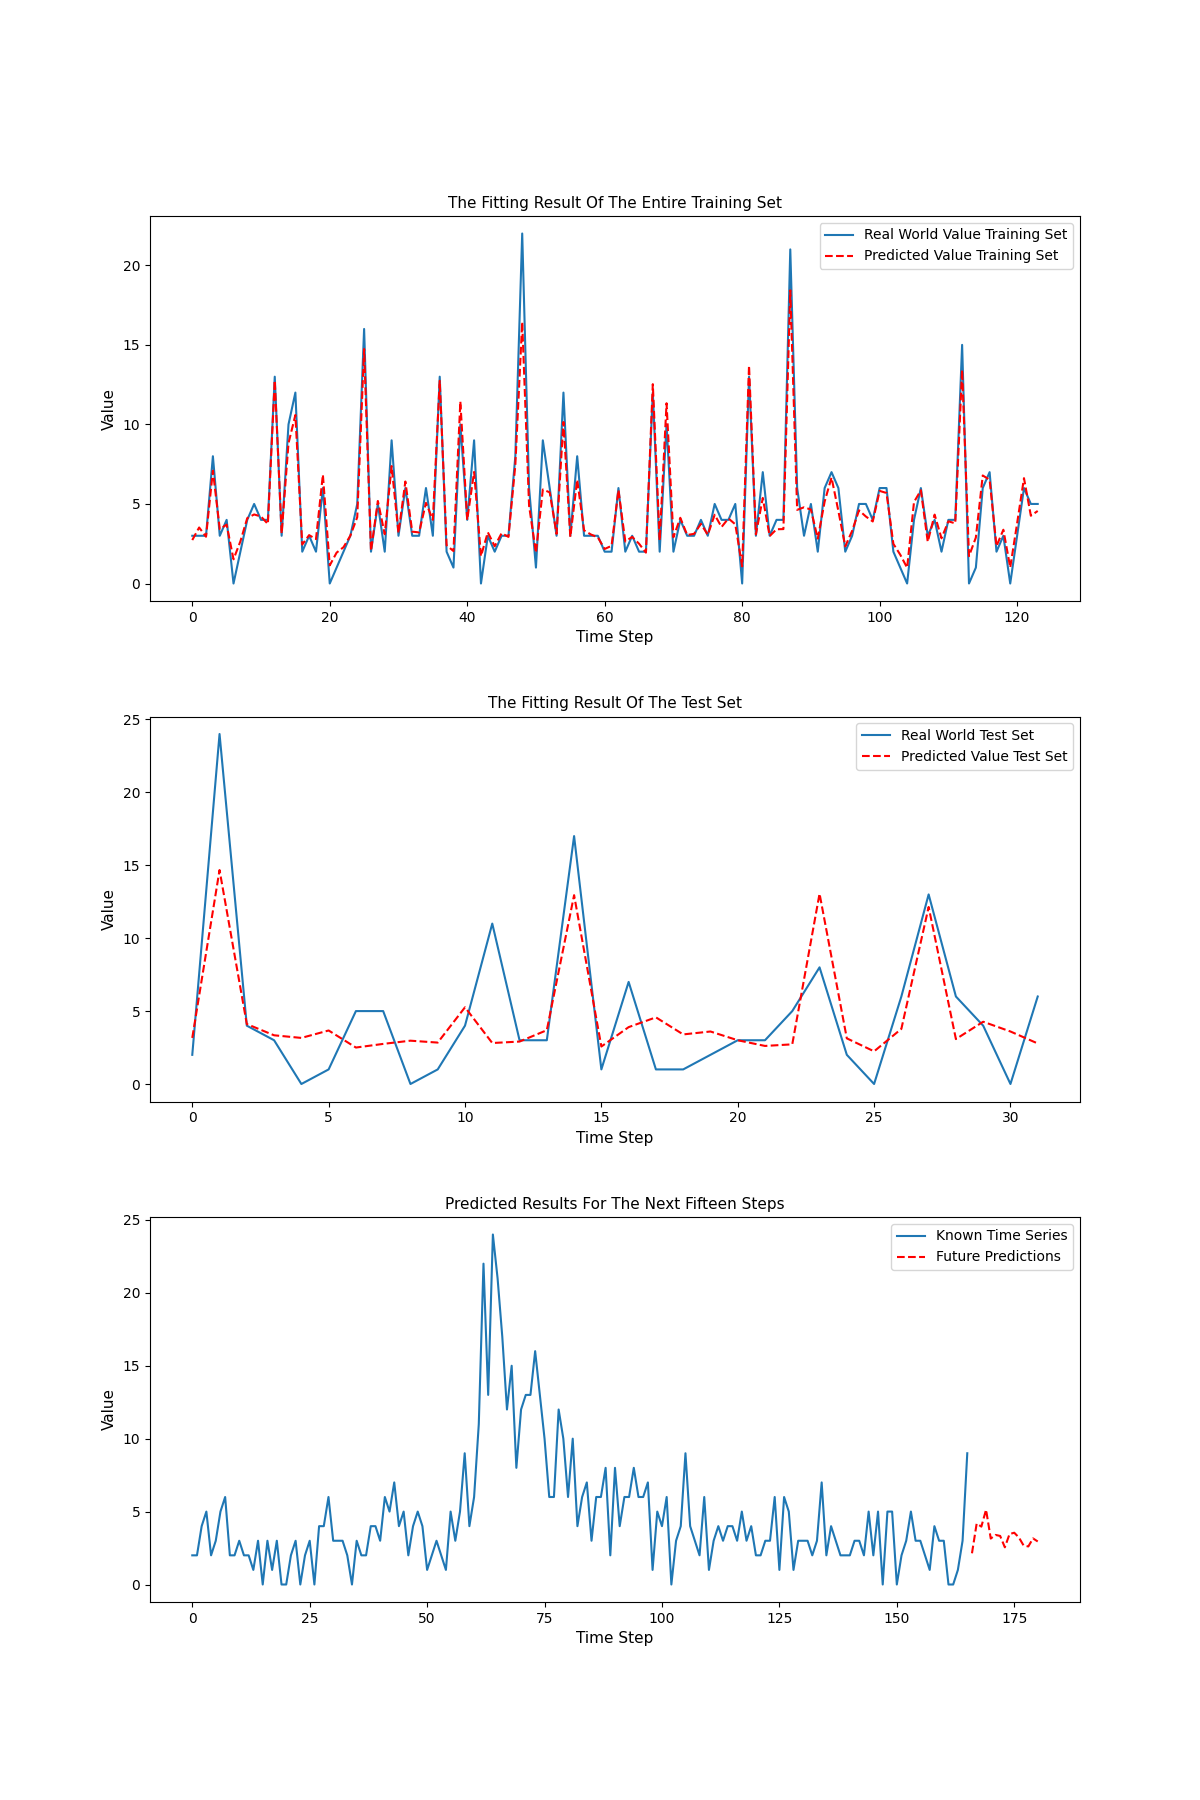 The Fitting Result Of The Entire Training Set
Real World Value Training Set
Predicted Value Training Set
Value
20
15
10
5
0
0 20 40 60 80 100 120
Time Step
The Fitting Result Of The Test Set
Real World Test Set
Predicted Value Test Set
Value
25
20
15
10
5
0
0 5 10 15 20 25 30
Time Step
Predicted Results For The Next Fifteen Steps
Known Time Series
Future Predictions
Value
25
20
15
10
5
0
0 25 50 75 100 125 150 175
Time Step